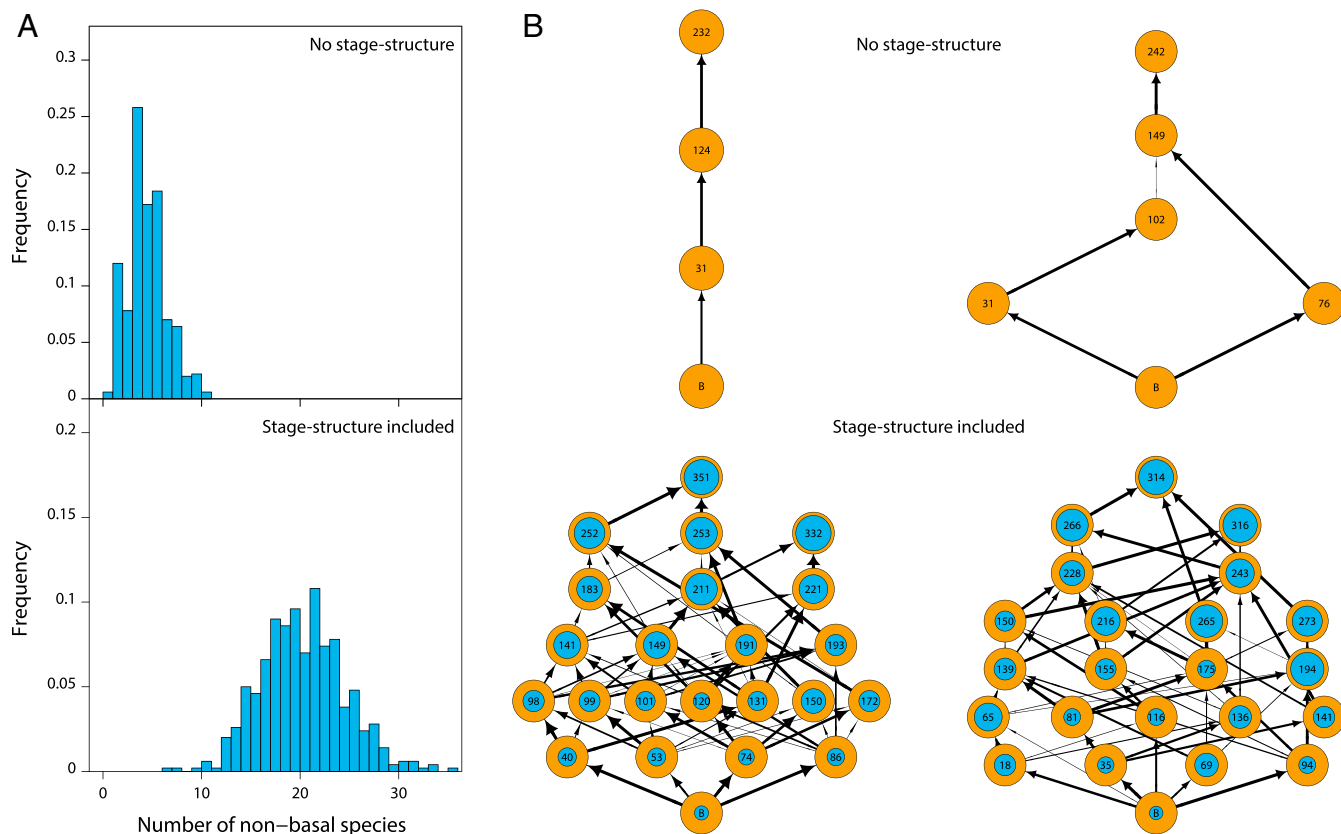 A
No stage-structure
0.3
0.25
0.2
0.15
0.1
0.05
0
Frequency
Stage-structure included
0.2
0.15
0.1
0.05
0
Frequency
0 10 20 30
Number of non-basal species
B
No stage-structure
232
124
31
B
242
149
102
31 76
B
Stage-structure included
351
252 253 332
183 211 221
141 149 191 193
98 99 101 120 131 150 172
40 53 74 86
B
314
266 316
228 243
150 216 265 273
139 155 175 194
65 81 116 136 141
18 35 69 94
B